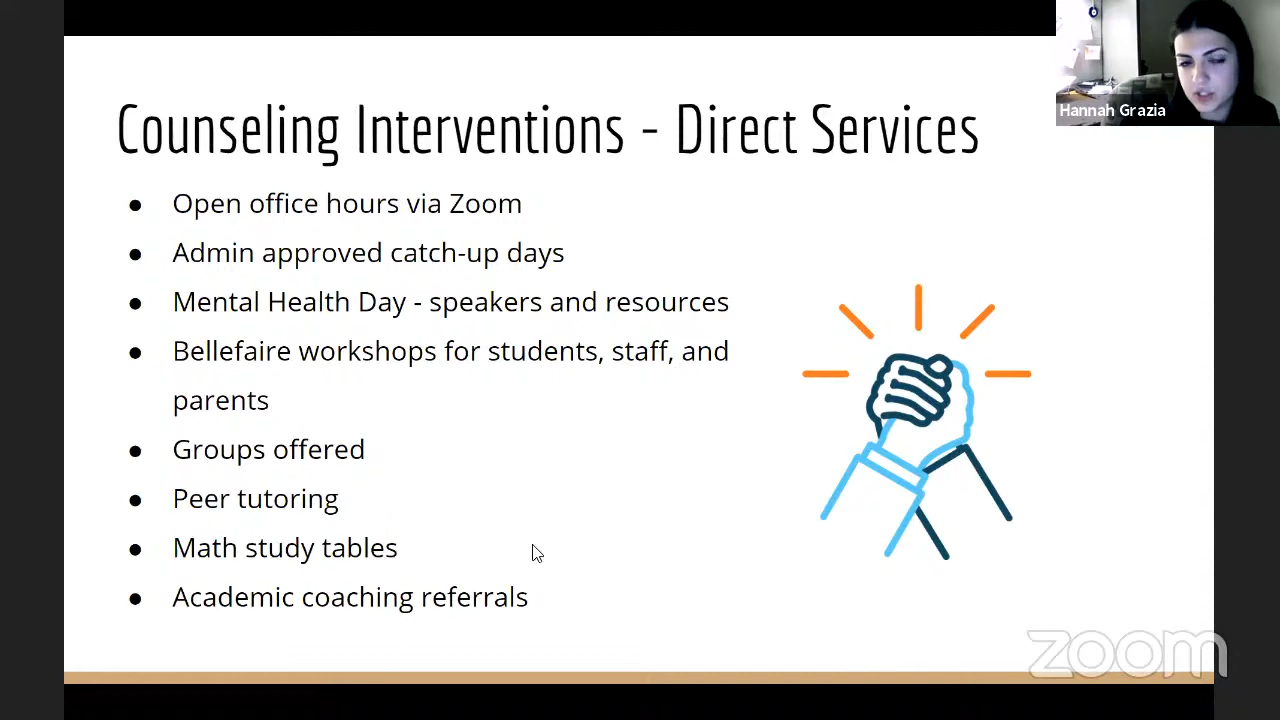 Hannah Grazia
Counseling Interventions - Direct Services
● Open office hours via Zoom
● Admin approved catch-up days
● Mental Health Day - speakers and resources
● Bellefaire workshops for students, staff, and
parents
● Groups offered
● Peer tutoring
● Math study tables
● Academic coaching referrals
zoom